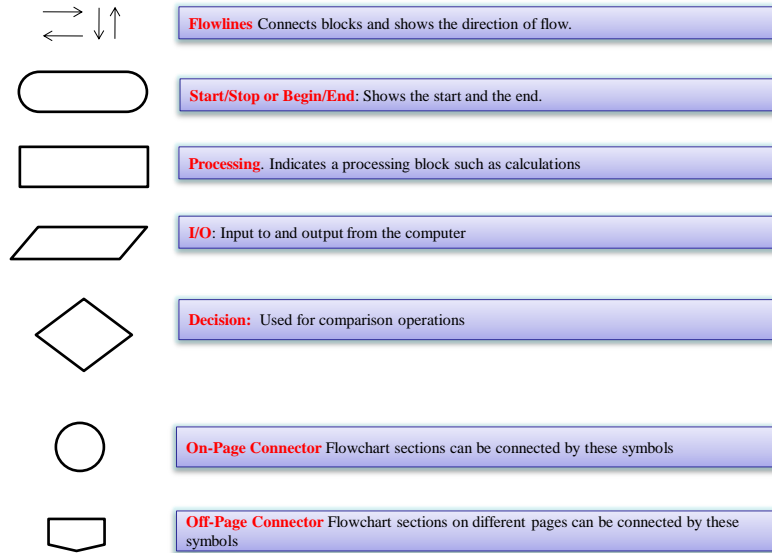 Flowlines Connects blocks and shows the direction of flow.
Start/Stop or Begin/End: Shows the start and the end.
Processing. Indicates a processing block such as calculations
I/O: Input to and output from the computer
Decision: Used for comparison operations
On-Page Connector Flowchart sections can be connected by these symbols
Off-Page Connector Flowchart sections on different pages can be connected by these
symbols